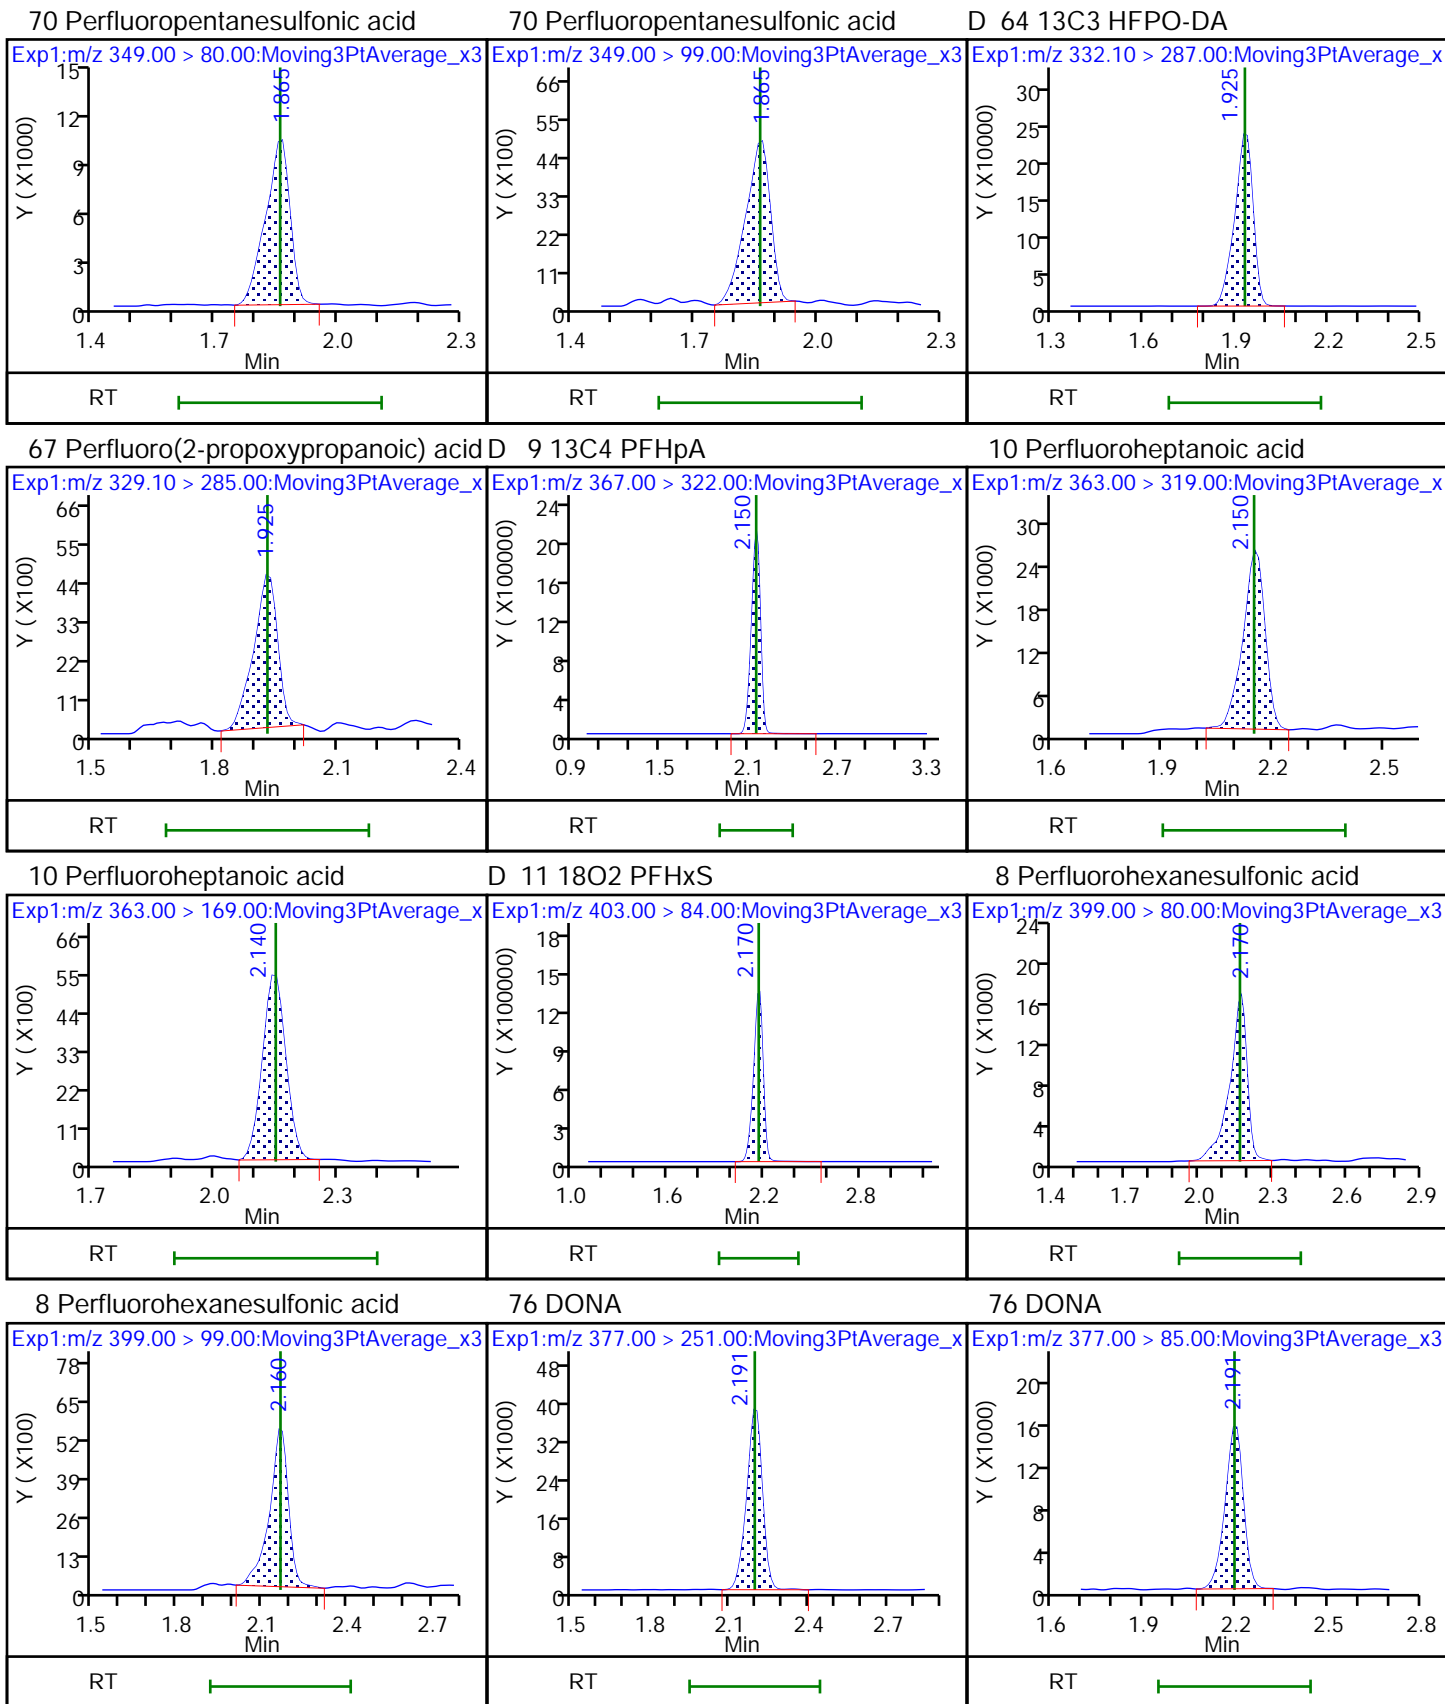 70 Perfluoropentanesulfonic acid
Exp1:m/z 349.00 > 80.00:Moving3PtAverage_x3
1.865
Y ( X1000)
15
12
9
6
3
0
1.4 1.7 2.0 2.3
Min
RT
70 Perfluoropentanesulfonic acid
Exp1:m/z 349.00 > 99.00:Moving3PtAverage_x3
1.865
Y ( X100)
66
55
44
33
22
11
0
1.4 1.7 2.0 2.3
Min
RT
D 64 13C3 HFPO-DA
Exp1:m/z 332.10 > 287.00:Moving3PtAverage_x
1.925
Y ( X10000)
30
25
20
15
10
5
0
1.3 1.6 1.9 2.2 2.5
Min
RT
67 Perfluoro(2-propoxypropanoic) acid
Exp1:m/z 329.10 > 285.00:Moving3PtAverage_x
1.925
Y ( X100)
66
55
44
33
22
11
0
1.5 1.8 2.1 2.4
Min
RT
D 9 13C4 PFHpA
Exp1:m/z 367.00 > 322.00:Moving3PtAverage_x
2.150
Y ( X100000)
24
20
16
12
8
4
0
0.9 1.5 2.1 2.7 3.3
Min
RT
10 Perfluoroheptanoic acid
Exp1:m/z 363.00 > 319.00:Moving3PtAverage_x
2.150
Y ( X1000)
30
24
18
12
6
0
1.6 1.9 2.2 2.5
Min
RT
10 Perfluoroheptanoic acid
Exp1:m/z 363.00 > 169.00:Moving3PtAverage_x
2.140
Y ( X100)
66
55
44
33
22
11
0
1.7 2.0 2.3
Min
RT
D 11 18O2 PFHxS
Exp1:m/z 403.00 > 84.00:Moving3PtAverage_x3
2.170
Y ( X100000)
18
15
12
9
6
3
0
1.0 1.6 2.2 2.8
Min
RT
8 Perfluorohexanesulfonic acid
Exp1:m/z 399.00 > 80.00:Moving3PtAverage_x3
2.170
Y ( X1000)
24
20
16
12
8
4
0
1.4 1.7 2.0 2.3 2.6 2.9
Min
RT
8 Perfluorohexanesulfonic acid
Exp1:m/z 399.00 > 99.00:Moving3PtAverage_x3
2.160
Y ( X100)
78
65
52
39
26
13
0
1.5 1.8 2.1 2.4 2.7
Min
RT
76 DONA
Exp1:m/z 377.00 > 251.00:Moving3PtAverage_x
2.191
Y ( X1000)
48
40
32
24
16
8
0
1.5 1.8 2.1 2.4 2.7
Min
RT
76 DONA
Exp1:m/z 377.00 > 85.00:Moving3PtAverage_x3
2.191
Y ( X1000)
20
16
12
8
4
0
1.6 1.9 2.2 2.5 2.8
Min
RT